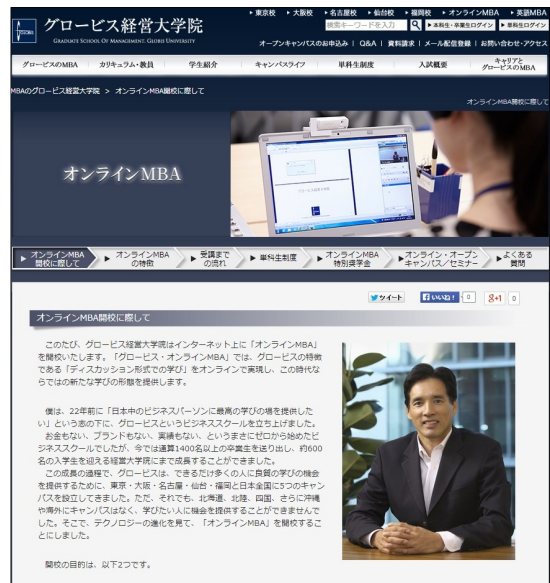 ▶ 東京校 ▶ 大阪校 ▶ 名古屋校 ▶ 仙台校 ▶ 福岡校 ▶ オンラインMBA ▶ 英語MBA
グロービス経営大学院
GRADUATE SCHOOL OF MANAGEMENT, GLOBIS UNIVERSITY
検索キーワードを入力
▶ 本科生・卒業生ログイン ▶ 単科生ログイン
オープンキャンパスのお申込み | Q&A | 資料請求 | メール配信登録 | お問い合わせ・アクセス
グロービスのMBA カリキュラム・教員 学生紹介 キャンパスライフ 単科生制度 入試概要 キャリアと
グロービスのMBA
MBAのグロービス経営大学院 > オンラインMBA開校に際して
オンラインMBA開校に際して
オンラインMBA
▶ オンラインMBA
開校に際して
▶ オンラインMBA
の特徴
▶ 受講まで
の流れ
▶ 単科生制度
▶ オンラインMBA
特別奨学金
▶ オンライン・オープン
キャンパス/セミナー
▶ よくある
質問
ツイート いいね! 0 g+1 0
オンラインMBA開校に際して
このたび、グロービス経営大学院はインターネット上に「オンラインMBA」
を開校いたします。「グロービス・オンラインMBA」では、グロービスの特徴
である「ディスカッション形式での学び」をオンラインで実現し、この時代な
らではの新たな学びの形態を提供します。
僕は、22年前に「日本中のビジネスパーソンに最高の学びの場を提供した
い」という志の下に、グロービスというビジネススクールを立ち上げました。
お金もない、ブランドもない、実績もない、というまさにゼロから始めたビ
ジネススクールでしたが、今では通算1400名以上の卒業生を送り出し、約600
名の入学生を迎える経営大学院にまで成長することができました。
この成長の過程で、グロービスは、できるだけ多くの人に良質の学びの機会
を提供するために、東京・大阪・名古屋・仙台・福岡と日本全国に5つのキャン
パスを設立してきました。ただ、それでも、北海道、北陸、四国、さらに沖縄
や海外にキャンパスはなく、学びたい人に機会を提供することができませんで
した。そこで、テクノロジーの進化を見て、「オンラインMBA」を開校するこ
とにしました。
開校の目的は、以下2つです。